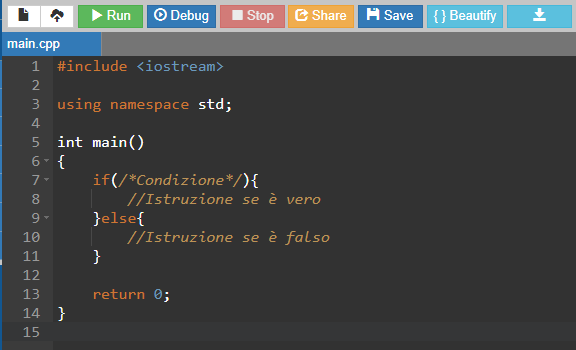 Run Debug Stop Share Save { } Beautify
main.cpp
1 #include <iostream>
2
3 using namespace std;
4
5 int main()
6 {
7     if(/*Condizione*/){
8         //Istruzione se è vero
9     }else{
10         //Istruzione se è falso
11     }
12
13     return 0;
14 }
15